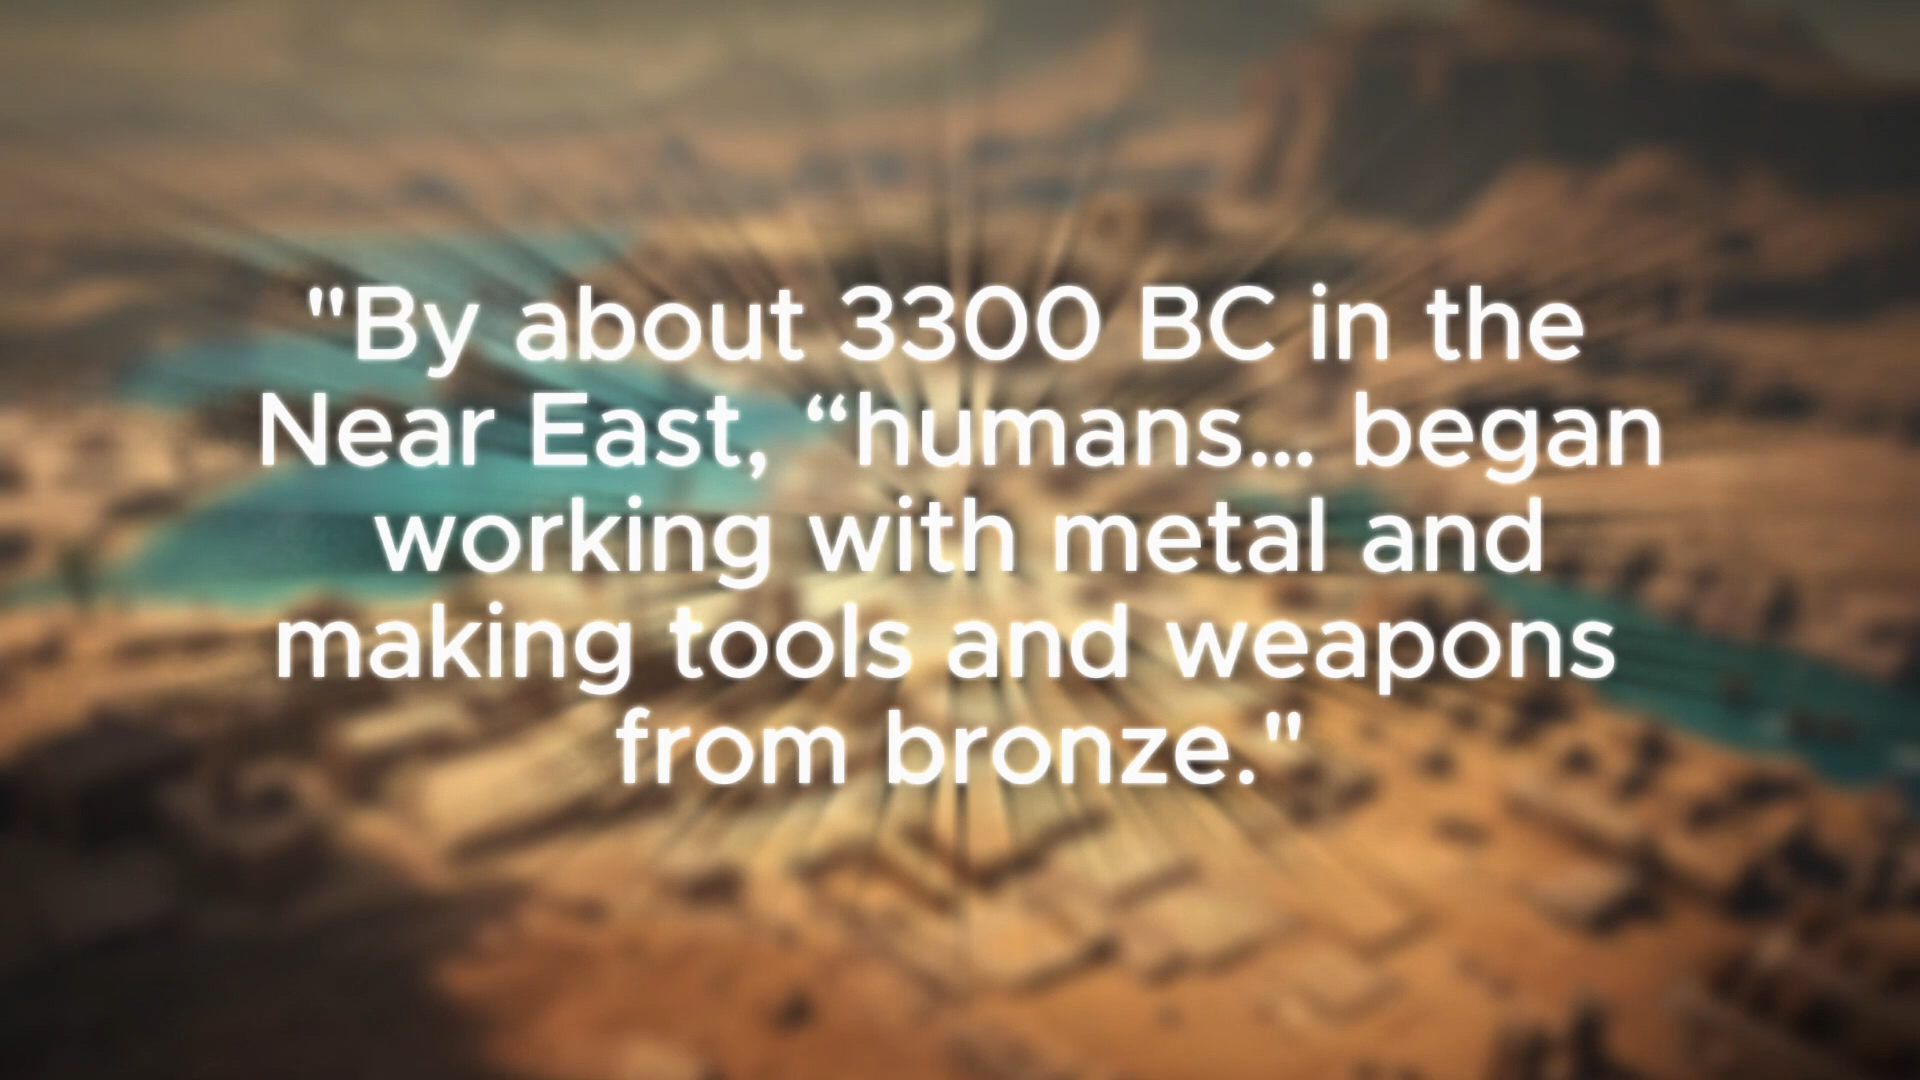 "By about 3300 BC in the
Near East, “humans... began
working with metal and
making tools and weapons
from bronze."